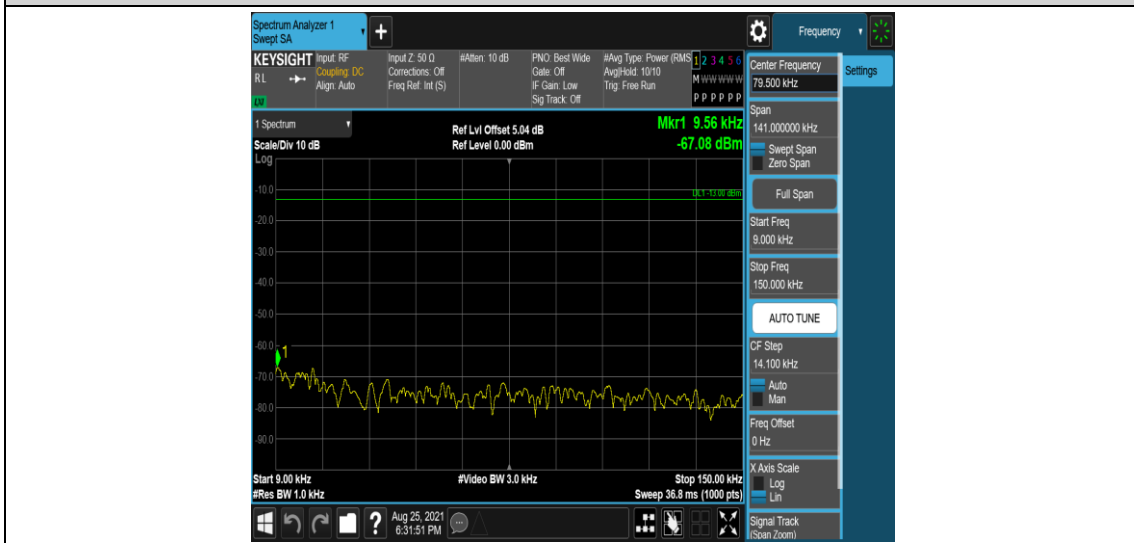 Spectrum Analyzer 1
Swept SA
+
Frequency
KEYSIGHT
RL
LXI
Input: RF
Coupling: DC
Align: Auto
Input Z: 50 Ω
Corrections: Off
Freq Ref: Int (S)
#Atten: 10 dB
PNO: Best Wide
Gate: Off
IF Gain: Low
Sig Track: Off
#Avg Type: Power (RMS
Avg|Hold: 10/10
Trig: Free Run
1 2 3 4 5 6
M W W W W W
P P P P P P
1 Spectrum
Scale/Div 10 dB
Ref Lvl Offset 5.04 dB
Ref Level 0.00 dBm
Mkr1 9.56 kHz
-67.08 dBm
Log
-10.0
DL1 -13.00 dBm
-20.0
-30.0
-40.0
-50.0
-60.0
1
-70.0
-80.0
-90.0
Start 9.00 kHz
#Res BW 1.0 kHz
#Video BW 3.0 kHz
Stop 150.00 kHz
Sweep 36.8 ms (1000 pts)
Center Frequency
79.500 kHz
Settings
Span
141.000000 kHz
Swept Span
Zero Span
Full Span
Start Freq
9.000 kHz
Stop Freq
150.000 kHz
AUTO TUNE
CF Step
14.100 kHz
Auto
Man
Freq Offset
0 Hz
X Axis Scale
Log
Lin
Signal Track
(Span Zoom)
?
Aug 25, 2021
6:31:51 PM